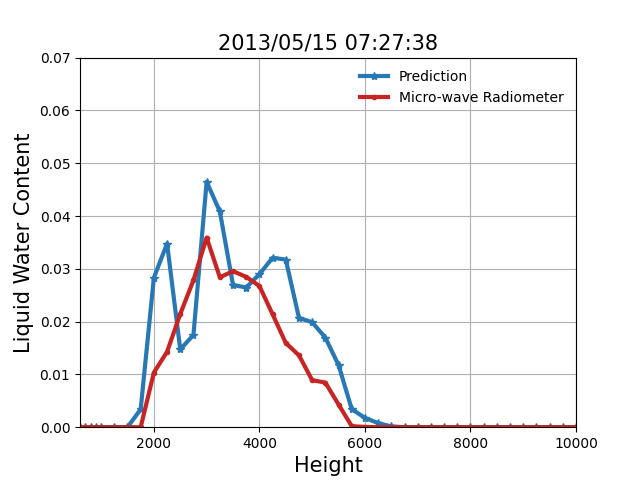 2013/05/15 07:27:38
Prediction
Micro-wave Radiometer
Liquid Water Content
0.07
0.06
0.05
0.04
0.03
0.02
0.01
0.00
2000 4000 6000 8000 10000
Height